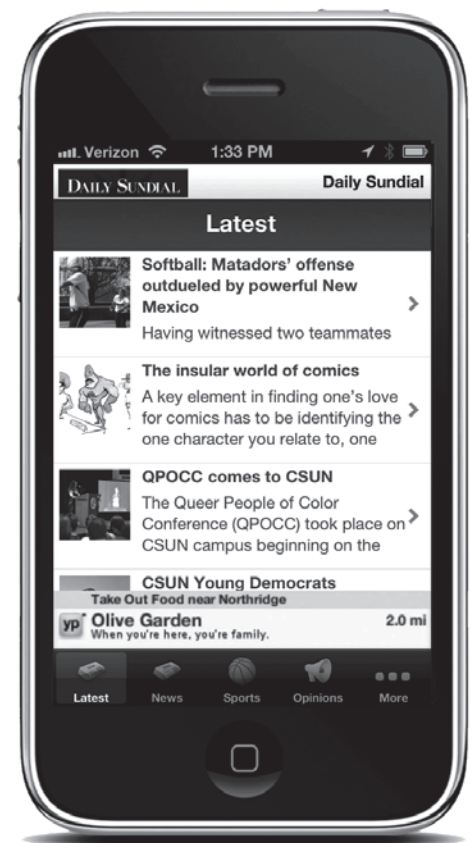 Verizon 1:33 PM
DAILY SUNDIAL Daily Sundial
Latest
Softball: Matadors' offense
outdueled by powerful New
Mexico
Having witnessed two teammates
The insular world of comics
A key element in finding one's love
for comics has to be identifying the
one character you relate to, one
QPOCC comes to CSUN
The Queer People of Color
Conference (QPOCC) took place on
CSUN campus beginning on the
CSUN Young Democrats
Take Out Food near Northridge
yp Olive Garden 2.0 mi
When you're here, you're family.
Latest News Sports Opinions More